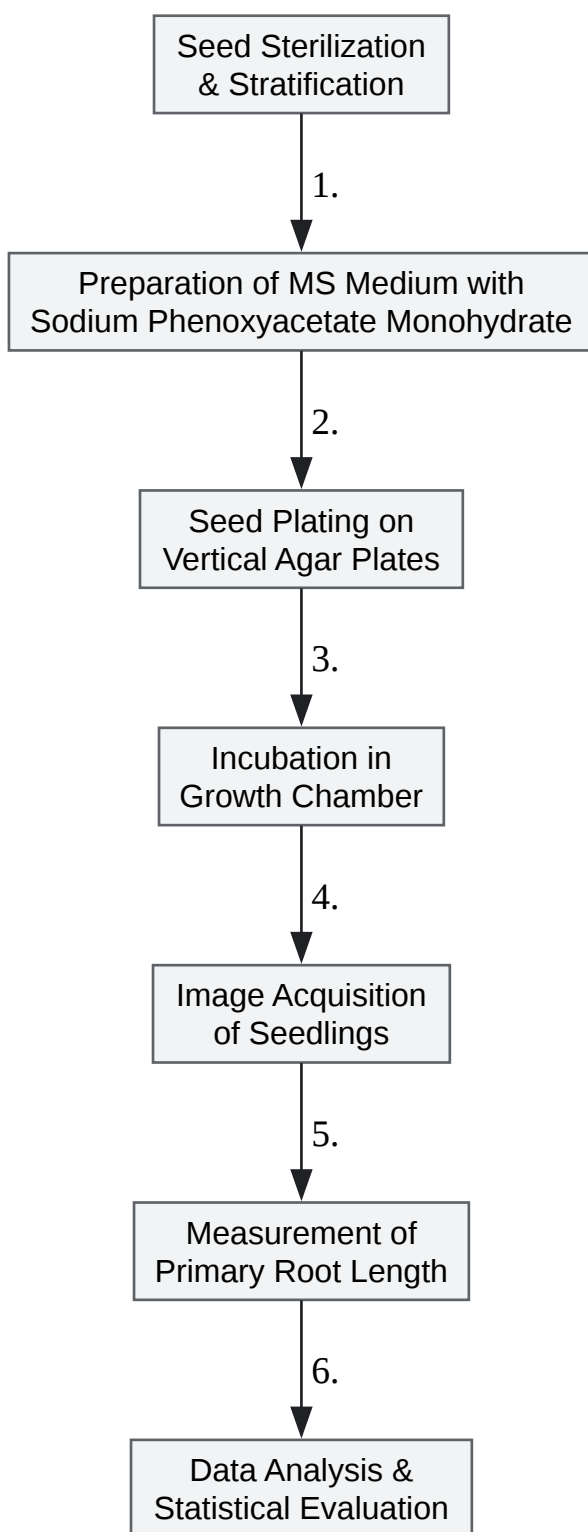 Seed Sterilization
& Stratification
1.
Preparation of MS Medium with
Sodium Phenoxyacetate Monohydrate
2.
Seed Plating on
Vertical Agar Plates
3.
Incubation in
Growth Chamber
4.
Image Acquisition
of Seedlings
5.
Measurement of
Primary Root Length
6.
Data Analysis &
Statistical Evaluation